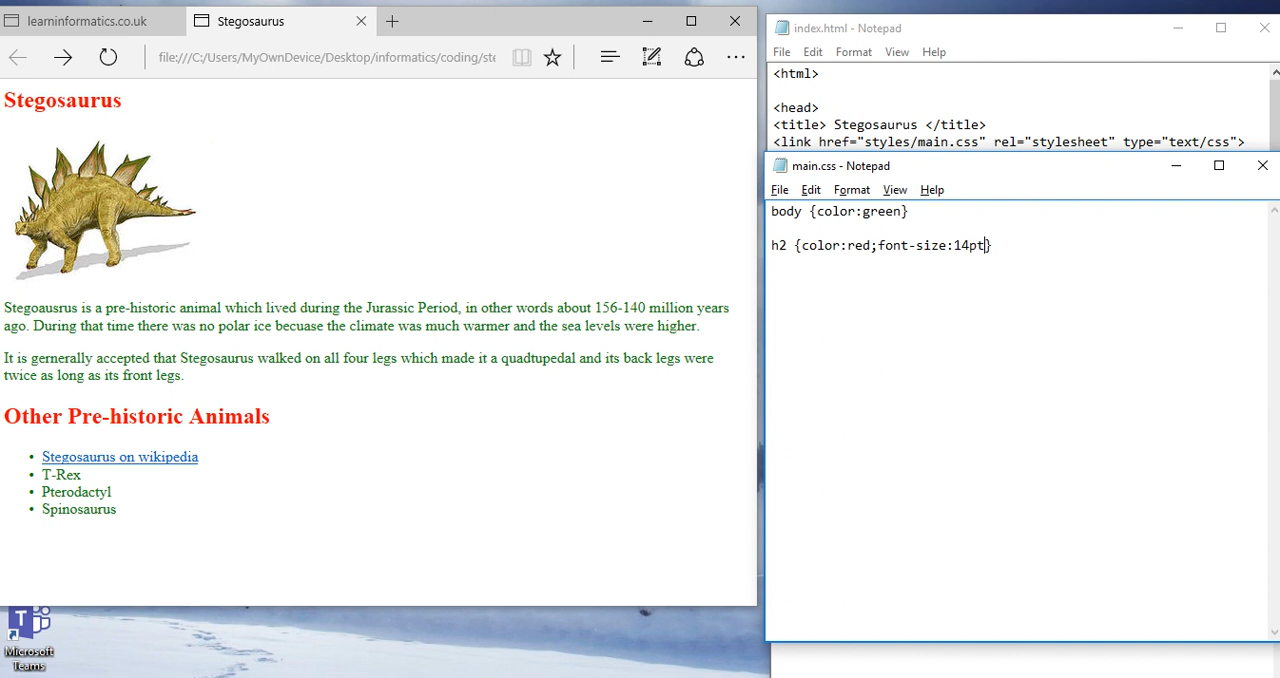 learninformatics.co.uk
Stegosaurus
file:///C:/Users/MyOwnDevice/Desktop/informatics/coding/ste
Stegosaurus
Stegoausrus is a pre-historic animal which lived during the Jurassic Period, in other words about 156-140 million years
ago. During that time there was no polar ice becuase the climate was much warmer and the sea levels were higher.
It is gernerally accepted that Stegosaurus walked on all four legs which made it a quadtupedal and its back legs were
twice as long as its front legs.
Other Pre-historic Animals
• Stegosaurus on wikipedia
• T-Rex
• Pterodactyl
• Spinosaurus
Microsoft
Teams
index.html - Notepad
File Edit Format View Help
<html>
<head>
<title> Stegosaurus </title>
<link href="styles/main.css" rel="stylesheet" type="text/css">
main.css - Notepad
File Edit Format View Help
body {color:green}
h2 {color:red;font-size:14pt}